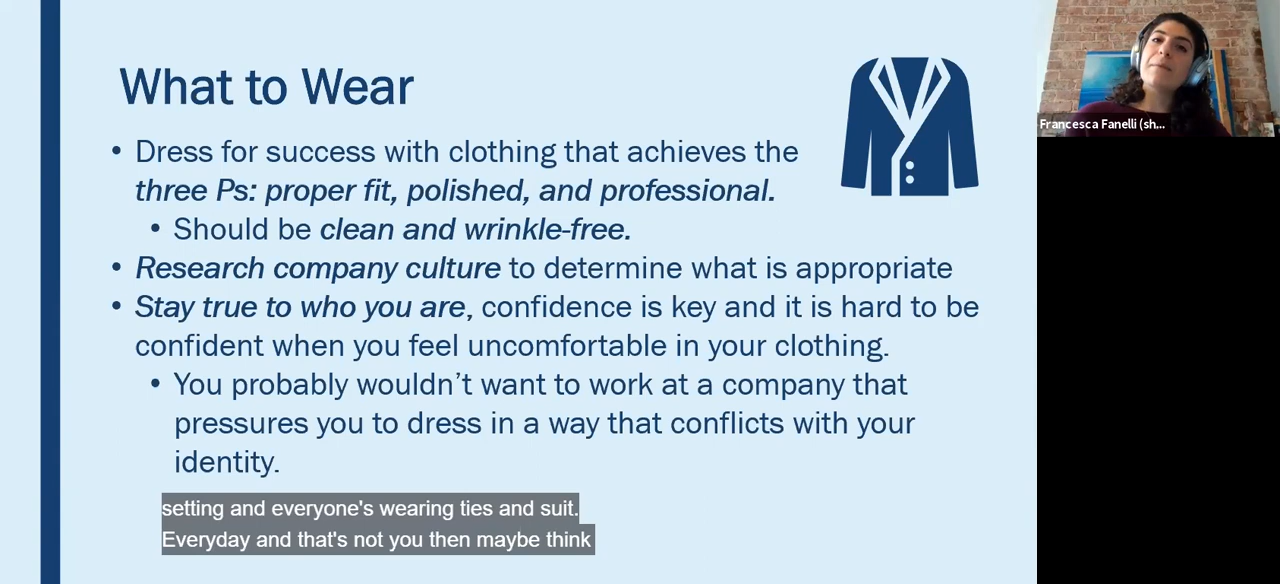 What to Wear
• Dress for success with clothing that achieves the
three Ps: proper fit, polished, and professional.
• Should be clean and wrinkle-free.
• Research company culture to determine what is appropriate
• Stay true to who you are, confidence is key and it is hard to be
confident when you feel uncomfortable in your clothing.
• You probably wouldn't want to work at a company that
pressures you to dress in a way that conflicts with your
identity.
setting and everyone's wearing ties and suit.
Everyday and that's not you then maybe think
Francesca Fanelli (sh...